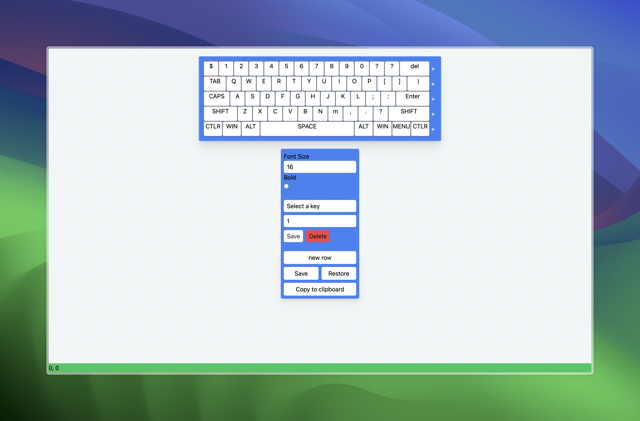 $ 1 2 3 4 5 6 7 8 9 0 ? ? del +
TAB Q W E R T Y U I O P [ ] | +
CAPS A S D F G H J K L ; : Enter +
SHIFT Z X C V B N m , . ? SHIFT +
CTLR WIN ALT SPACE ALT WIN MENU CTLR +
Font Size
16
Bold
Select a key
1
Save Delete
new row
Save Restore
Copy to clipboard
0, 0